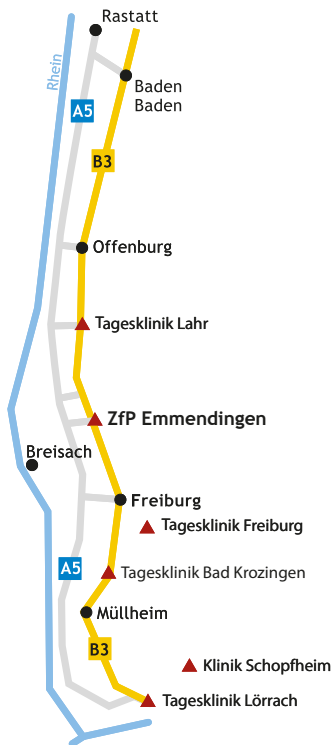 Rastatt
Rhein
Baden
Baden
A5
B3
Offenburg
Tagesklinik Lahr
ZfP Emmendingen
Breisach
Freiburg
Tagesklinik Freiburg
A5
Tagesklinik Bad Krozingen
Müllheim
B3
Klinik Schopfheim
Tagesklinik Lörrach